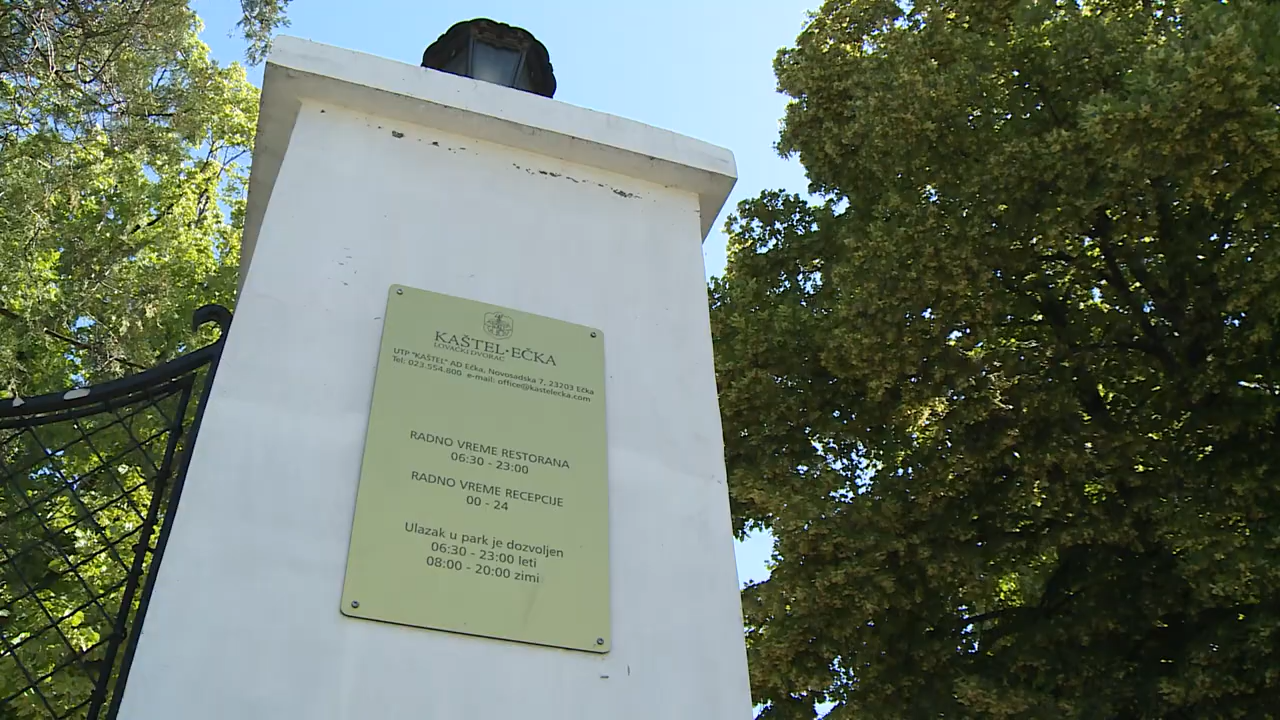 KAŠTEL·EČKA
LOVAČKI DVORAC
UTP "KAŠTEL" AD Ečka, Novosadska 7, 23203 Ečka
Tel: 023.554.800 e-mail: office@kastelecka.com
RADNO VREME RESTORANA
06:30 - 23:00
RADNO VREME RECEPCIJE
00 - 24
Ulazak u park je dozvoljen
06:30 - 23:00 leti
08:00 - 20:00 zimi